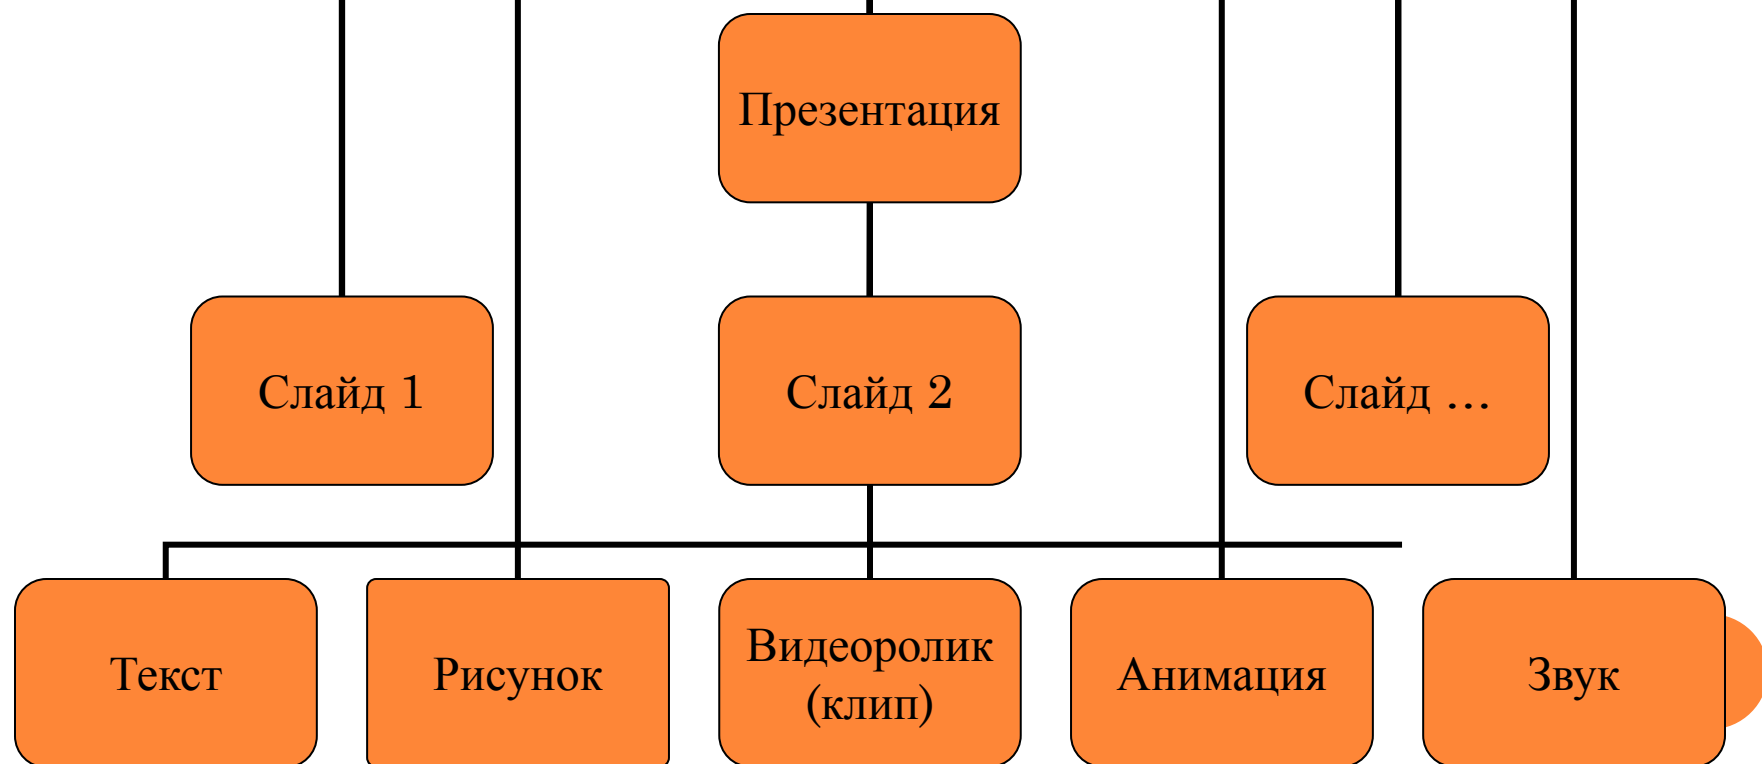 Презентация
Слайд 1
Слайд 2
Слайд ...
Текст
Рисунок
Видеоролик
(клип)
Анимация
Звук